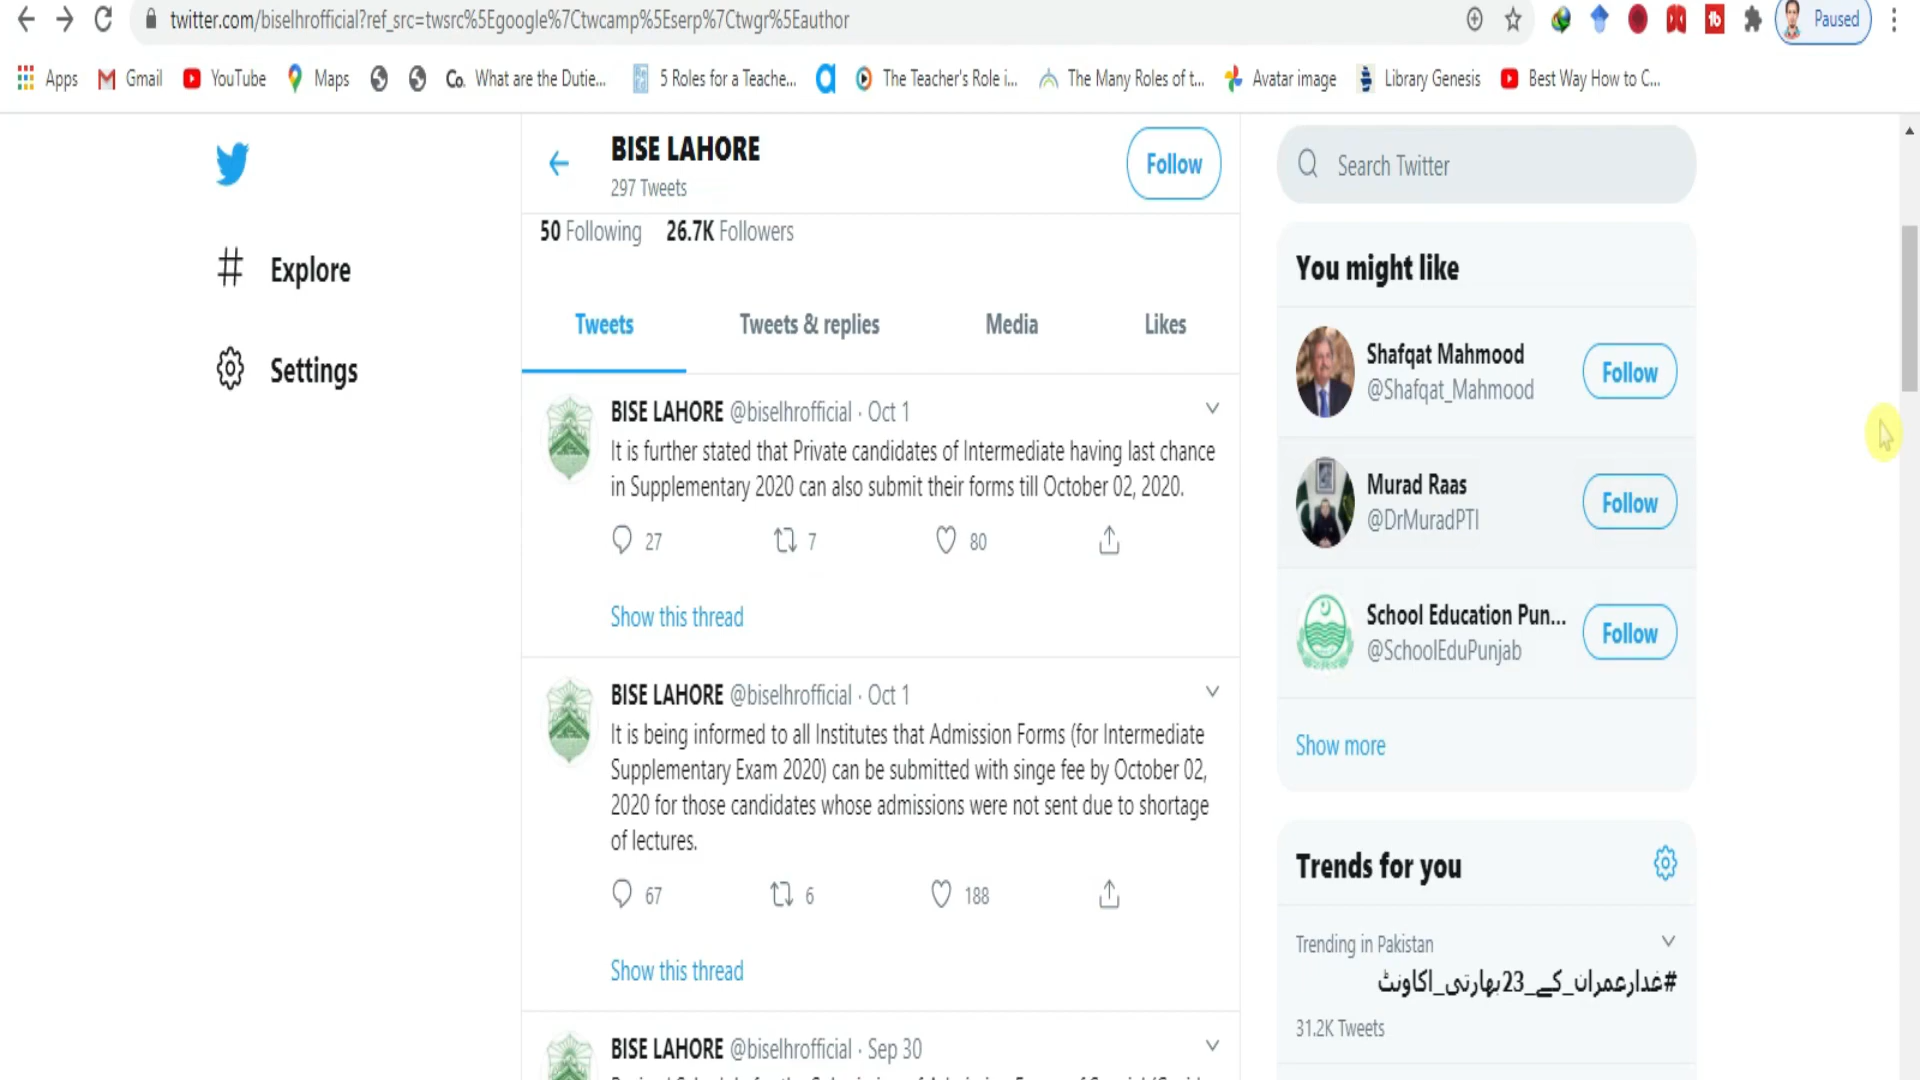 twitter.com/biselhrofficial?ref_src=twsrc%5Egoogle%7Ctwcamp%5Eserp%7Ctwgr%5Eauthor
Paused
Apps
Gmail
YouTube
Maps
Co. What are the Dutie...
5 Roles for a Teache...
The Teacher's Role i...
The Many Roles of t...
Avatar image
Library Genesis
Best Way How to C...
BISE LAHORE
297 Tweets
Follow
Search Twitter
Explore
Settings
50 Following 26.7K Followers
Tweets
Tweets & replies
Media
Likes
BISE LAHORE @biselhrofficial · Oct 1
It is further stated that Private candidates of Intermediate having last chance
in Supplementary 2020 can also submit their forms till October 02, 2020.
27 7 80
Show this thread
BISE LAHORE @biselhrofficial · Oct 1
It is being informed to all Institutes that Admission Forms (for Intermediate
Supplementary Exam 2020) can be submitted with singe fee by October 02,
2020 for those candidates whose admissions were not sent due to shortage
of lectures.
67 6 188
Show this thread
BISE LAHORE @biselhrofficial · Sep 30
You might like
Shafqat Mahmood
@Shafqat_Mahmood
Follow
Murad Raas
@DrMuradPTI
Follow
School Education Pun...
@SchoolEduPunjab
Follow
Show more
Trends for you
Trending in Pakistan
#غدارعمران_کے_23بھارتی_اکاونٹ
31.2K Tweets